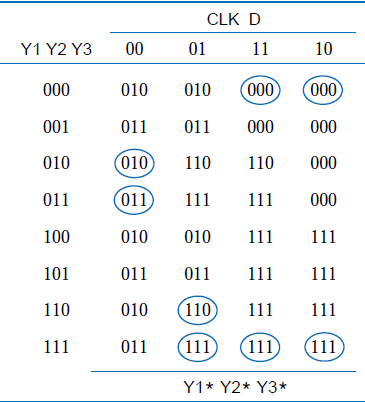 CLK D
Y1 Y2 Y3 00 01 11 10
000 010 010 000 000
001 011 011 000 000
010 010 110 110 000
011 011 111 111 000
100 010 010 111 111
101 011 011 111 111
110 010 110 111 111
111 011 111 111 111
Y1* Y2* Y3*